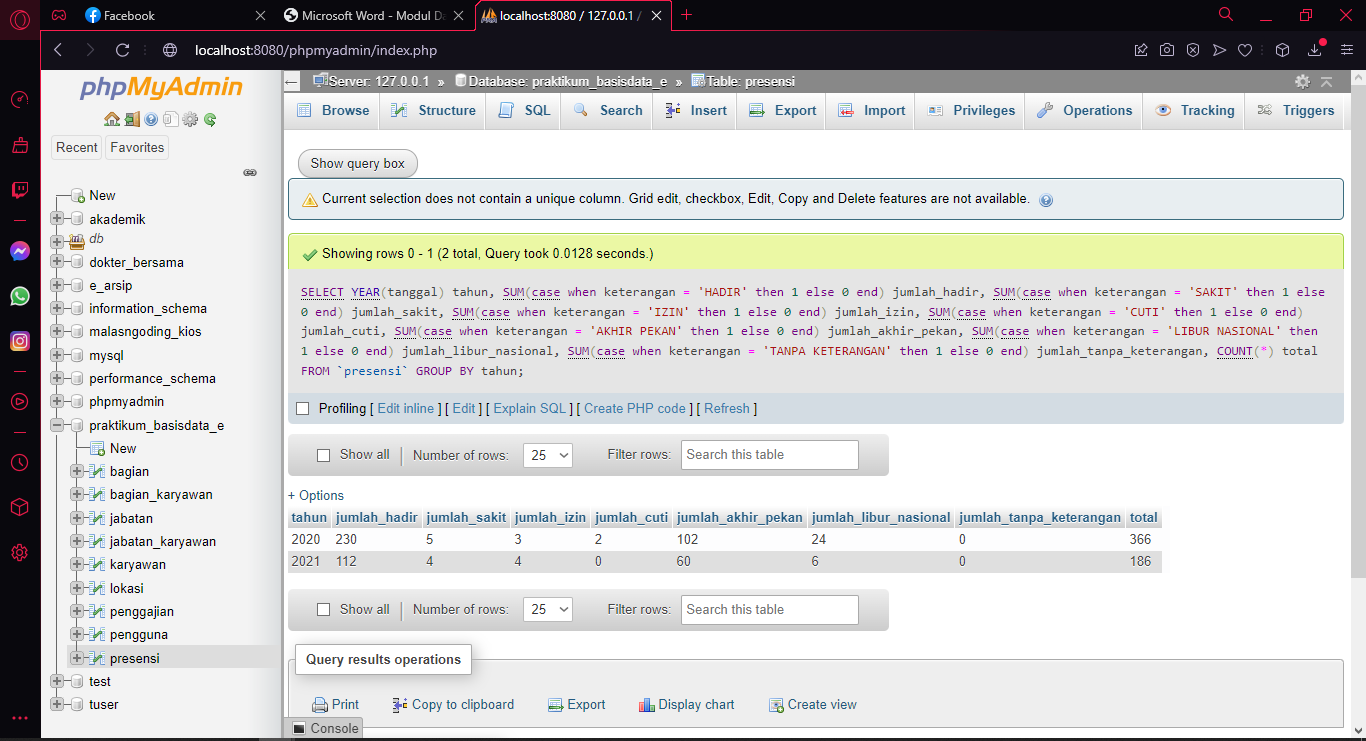 Facebook
Microsoft Word - Modul Da
localhost:8080 / 127.0.0.1 /
localhost:8080/phpmyadmin/index.php
phpMyAdmin
Recent Favorites
New
akademik
db
dokter_bersama
e_arsip
information_schema
malasngoding_kios
mysql
performance_schema
phpmyadmin
praktikum_basisdata_e
New
bagian
bagian_karyawan
jabatan
jabatan_karyawan
karyawan
lokasi
penggajian
pengguna
presensi
test
tuser
Server: 127.0.0.1 » Database: praktikum_basisdata_e » Table: presensi
Browse Structure SQL Search Insert Export Import Privileges Operations Tracking Triggers
Show query box
Current selection does not contain a unique column. Grid edit, checkbox, Edit, Copy and Delete features are not available.
Showing rows 0 - 1 (2 total, Query took 0.0128 seconds.)
SELECT YEAR(tanggal) tahun, SUM(case when keterangan = 'HADIR' then 1 else 0 end) jumlah_hadir, SUM(case when keterangan = 'SAKIT' then 1 else
0 end) jumlah_sakit, SUM(case when keterangan = 'IZIN' then 1 else 0 end) jumlah_izin, SUM(case when keterangan = 'CUTI' then 1 else 0 end)
jumlah_cuti, SUM(case when keterangan = 'AKHIR PEKAN' then 1 else 0 end) jumlah_akhir_pekan, SUM(case when keterangan = 'LIBUR NASIONAL' then
1 else 0 end) jumlah_libur_nasional, SUM(case when keterangan = 'TANPA KETERANGAN' then 1 else 0 end) jumlah_tanpa_keterangan, COUNT(*) total
FROM `presensi` GROUP BY tahun;
Profiling [ Edit inline ] [ Edit ] [ Explain SQL ] [ Create PHP code ] [ Refresh ]
Show all | Number of rows: 25 Filter rows: Search this table
+ Options
tahun jumlah_hadir jumlah_sakit jumlah_izin jumlah_cuti jumlah_akhir_pekan jumlah_libur_nasional jumlah_tanpa_keterangan total
2020 230 5 3 2 102 24 0 366
2021 112 4 4 0 60 6 0 186
Show all | Number of rows: 25 Filter rows: Search this table
Query results operations
Print Copy to clipboard Export Display chart Create view
Console